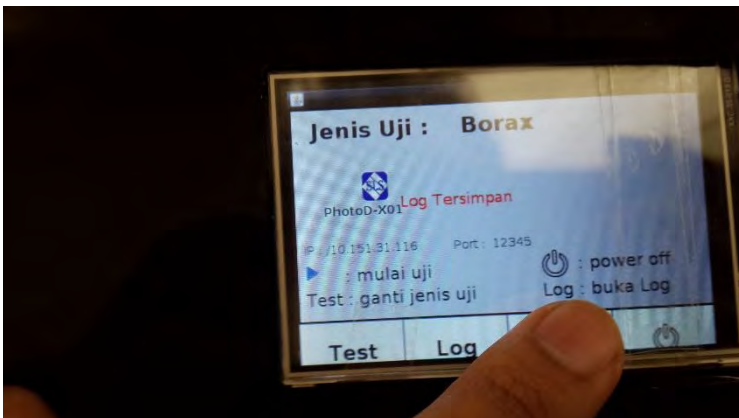 Jenis Uji : Borax
SLS
PhotoD-X01
Log Tersimpan
IP : /10.151.31.116 Port : 12345
: mulai uji
: power off
Test : ganti jenis uji
Log : buka Log
Test
Log